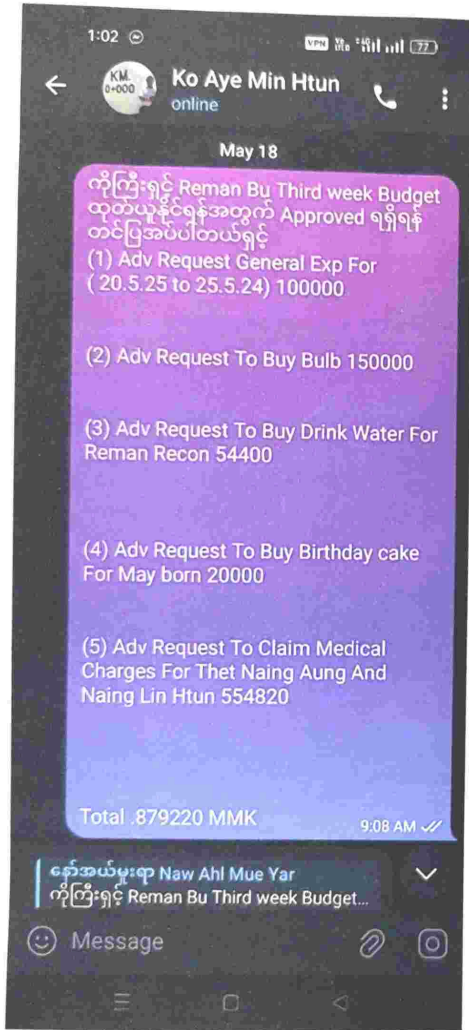 1:02
VPN
77
KM.
0+000
Ko Aye Min Htun
online
May 18
ကိုကြီးရှင့် Reman Bu Third week Budget
ထုတ်ယူနိုင်ရန်အတွက် Approved ရရှိရန်
တင်ပြအပ်ပါတယ်ရှင့်
(1) Adv Request General Exp For
( 20.5.25 to 25.5.24) 100000
(2) Adv Request To Buy Bulb 150000
(3) Adv Request To Buy Drink Water For
Reman Recon 54400
(4) Adv Request To Buy Birthday cake
For May born 20000
(5) Adv Request To Claim Medical
Charges For Thet Naing Aung And
Naing Lin Htun 554820
Total .879220 MMK
9:08 AM
နော်အယ်မူးရာ Naw Ahl Mue Yar
ကိုကြီးရှင့် Reman Bu Third week Budget...
Message